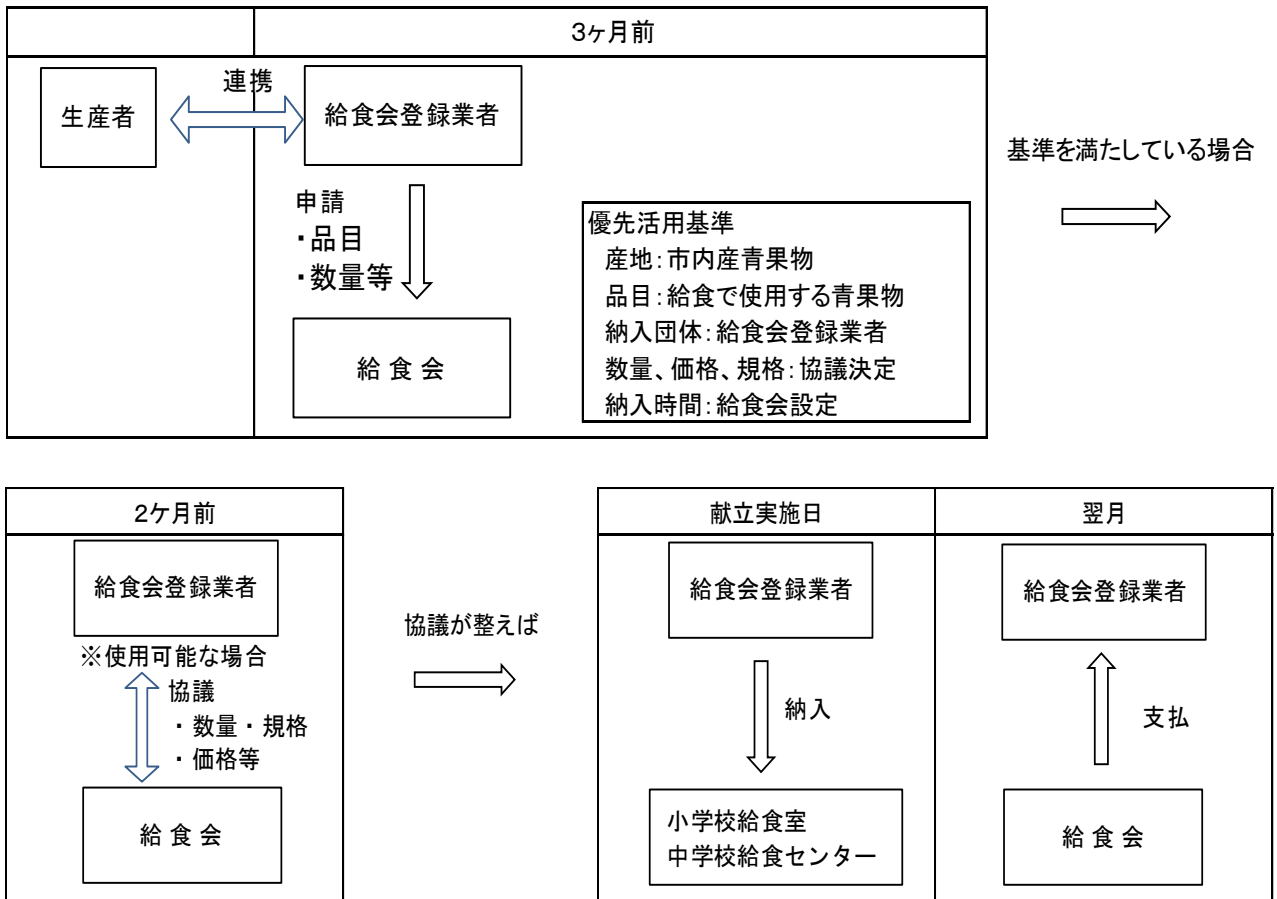 3ヶ月前
生産者
連携
給食会登録業者
申請
・品目
・数量等
給 食 会
優先活用基準
産地：市内産青果物
品目：給食で使用する青果物
納入団体：給食会登録業者
数量、価格、規格：協議決定
納入時間：給食会設定
基準を満たしている場合
2ケ月前
給食会登録業者
※使用可能な場合
協議
・数量・規格
・価格等
給 食 会
協議が整えば
献立実施日
給食会登録業者
納入
小学校給食室
中学校給食センター
翌月
給食会登録業者
支払
給 食 会